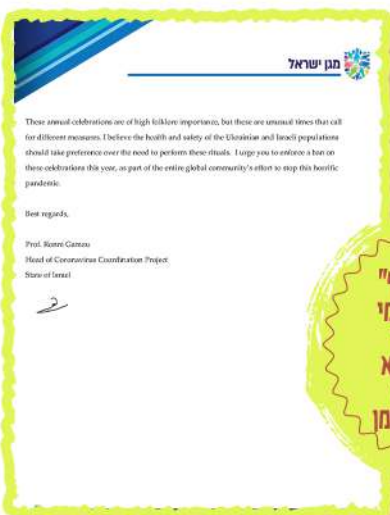 מגן ישראל
These annual celebrations are of high folklore importance, but these are unusual times that call
for different measures. I believe the health and safety of the Ukrainian and Israeli populations
should take preference over the need to perform these rituals. I urge you to enforce a ban on
these celebrations this year, as part of the entire global community's effort to stop this horrific
pandemic.
Best regards,
Prof. Ronni Gamzu
Head of Coronavirus Coordination Project
State of Israel